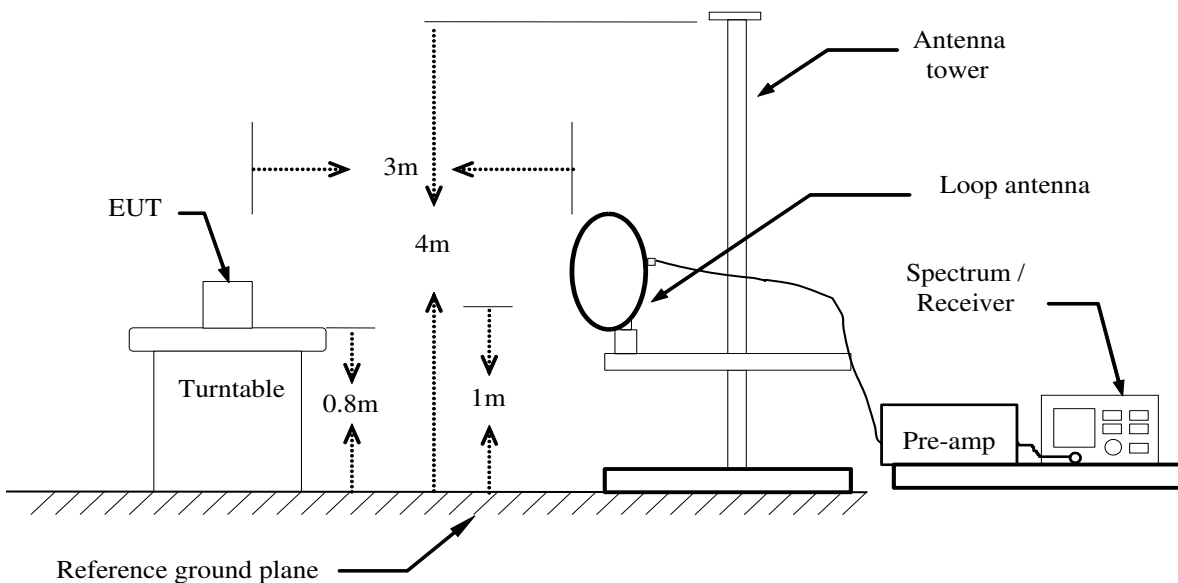 Antenna
tower
3m
Loop antenna
EUT
4m
Spectrum /
Receiver
Turntable
0.8m
1m
Pre-amp
Reference ground plane